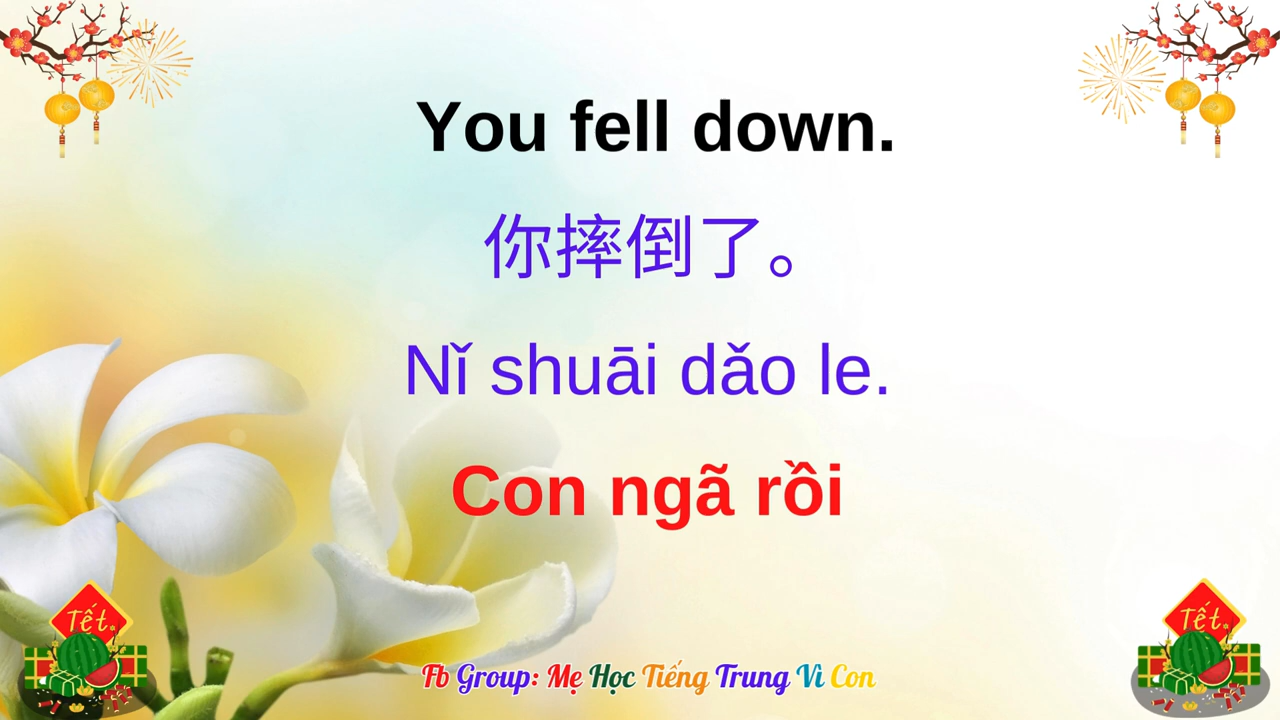 You fell down.
你摔倒了。
Nǐ shuāi dǎo le.
Con ngã rồi
Tết
Tết
Fb Group: Mẹ Học Tiếng Trung Vì Con